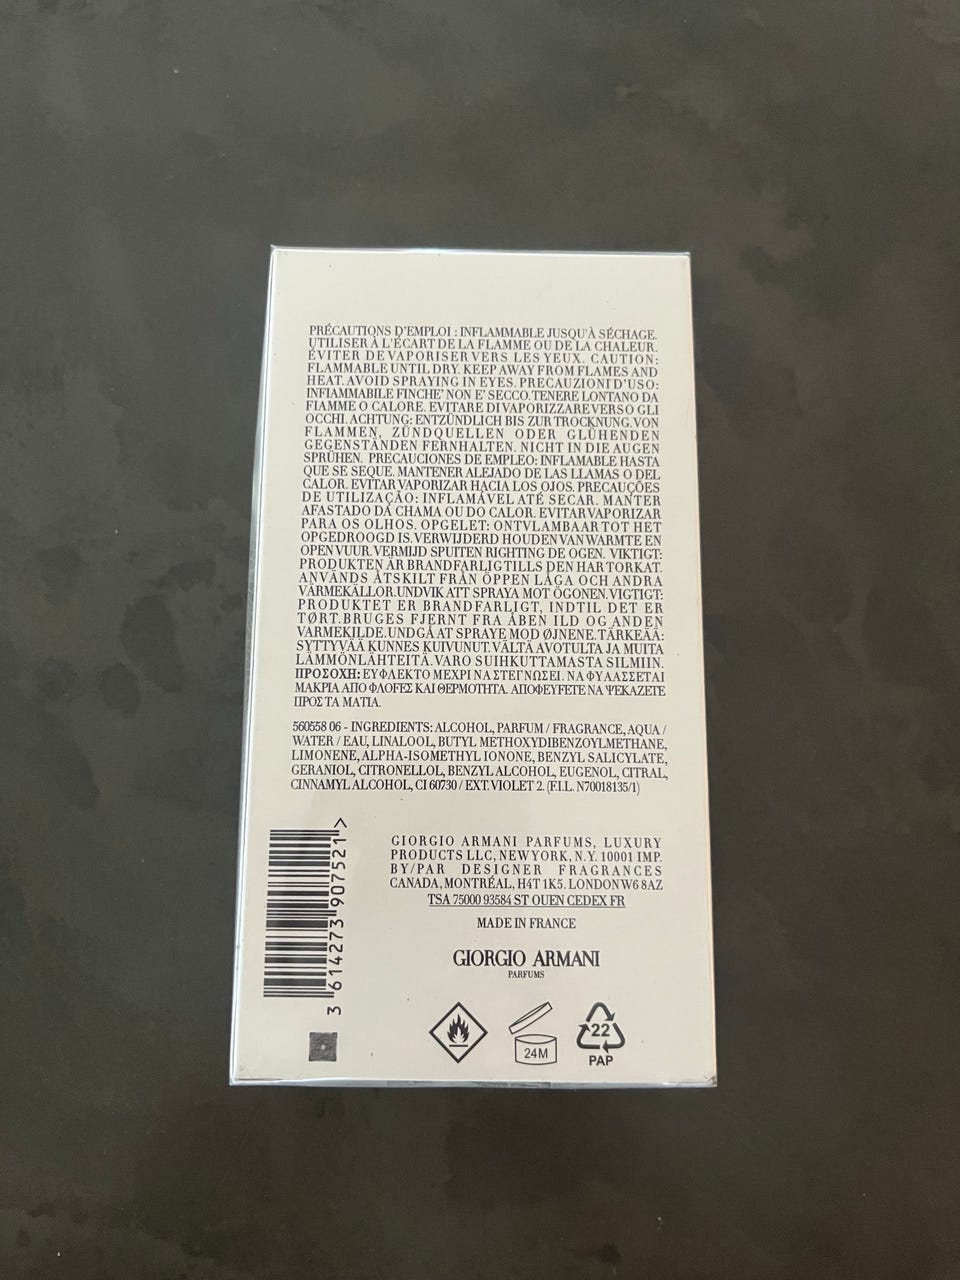 PRÉCAUTIONS D'EMPLOI : INFLAMMABLE JUSQU'À SÉCHAGE.
UTILISER À L'ÉCART DE LA FLAMME OU DE LA CHALEUR.
ÉVITER DE VAPORISER VERS LES YEUX. CAUTION:
FLAMMABLE UNTIL DRY. KEEP AWAY FROM FLAMES AND
HEAT. AVOID SPRAYING IN EYES. PRECAUZIONI D'USO:
INFIAMMABILE FINCHE' NON E' SECCO. TENERE LONTANO DA
FIAMME O CALORE. EVITARE DI VAPORIZZARE VERSO GLI
OCCHI. ACHTUNG: ENTZÜNDLICH BIS ZUR TROCKNUNG. VON
FLAMMEN, ZÜNDQUELLEN ODER GLÜHENDEN
GEGENSTÄNDEN FERNHALTEN. NICHT IN DIE AUGEN
SPRÜHEN. PRECAUCIONES DE EMPLEO: INFLAMABLE HASTA
QUE SE SEQUE. MANTENER ALEJADO DE LAS LLAMAS O DEL
CALOR. EVITAR VAPORIZAR HACIA LOS OJOS. PRECAUÇÕES
DE UTILIZAÇÃO: INFLAMÁVEL ATÉ SECAR. MANTER
AFASTADO DA CHAMA OU DO CALOR. EVITAR VAPORIZAR
PARA OS OLHOS. OPGELET: ONTVLAMBAAR TOT HET
OPGEDROOGD IS. VERWIJDERD HOUDEN VAN WARMTE EN
OPEN VUUR. VERMIJD SPUITEN RIGHTING DE OGEN. VIKTIGT:
PRODUKTEN ÄR BRANDFARLIG TILLS DEN HAR TORKAT.
ANVÄNDS ÅTSKILT FRÅN ÖPPEN LÅGA OCH ANDRA
VÄRMEKÄLLOR. UNDVIK ATT SPRAYA MOT ÖGONEN. VIGTIGT:
PRODUKTET ER BRANDFARLIGT, INDTIL DET ER
TØRT. BRUGES FJERNT FRA ÅBEN ILD OG ANDEN
VARMEKILDE. UNDGÅ AT SPRAYE MOD ØJNENE. TÄRKEÄÄ:
SYTTYVÄÄ KUNNES KUIVUNUT. VÄLTÄ AVOTULTA JA MUITA
LÄMMÖNLÄHTEITÄ. VARO SUIHKUTTAMASTA SILMIIN.
ΠΡΟΣΟΧΗ: ΕΥΦΛΕΚΤΟ ΜΕΧΡΙ ΝΑ ΣΤΕΓΝΩΣΕΙ. ΝΑ ΦΥΛΑΣΣΕΤΑΙ
ΜΑΚΡΙΑ ΑΠΟ ΦΛΟΓΕΣ ΚΑΙ ΘΕΡΜΟΤΗΤΑ. ΑΠΟΦΕΥΓΕΤΕ ΝΑ ΨΕΚΑΖΕΤΕ
ΠΡΟΣ ΤΑ ΜΑΤΙΑ.
560558 06 - INGREDIENTS: ALCOHOL, PARFUM / FRAGRANCE, AQUA /
WATER / EAU, LINALOOL, BUTYL METHOXYDIBENZOYLMETHANE,
LIMONENE, ALPHA-ISOMETHYL IONONE, BENZYL SALICYLATE,
GERANIOL, CITRONELLOL, BENZYL ALCOHOL, EUGENOL, CITRAL,
CINNAMYL ALCOHOL, CI 60730 / EXT. VIOLET 2. (F.I.L. N70018135/1)
3 614273 907521 >
GIORGIO ARMANI PARFUMS, LUXURY
PRODUCTS LLC, NEW YORK, N.Y. 10001 IMP.
BY/PAR DESIGNER FRAGRANCES
CANADA, MONTRÉAL, H4T 1K5. LONDON W6 8AZ
TSA 75000 93584 ST OUEN CEDEX FR
MADE IN FRANCE
GIORGIO ARMANI
PARFUMS
24M
22
PAP